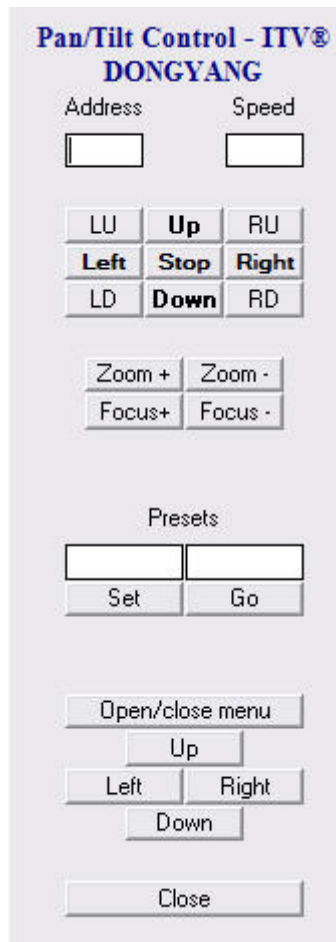 Pan/Tilt Control - ITV®
DONGYANG
Address Speed
LU Up RU
Left Stop Right
LD Down RD
Zoom + Zoom -
Focus+ Focus -
Presets
Set Go
Open/close menu
Up
Left Right
Down
Close